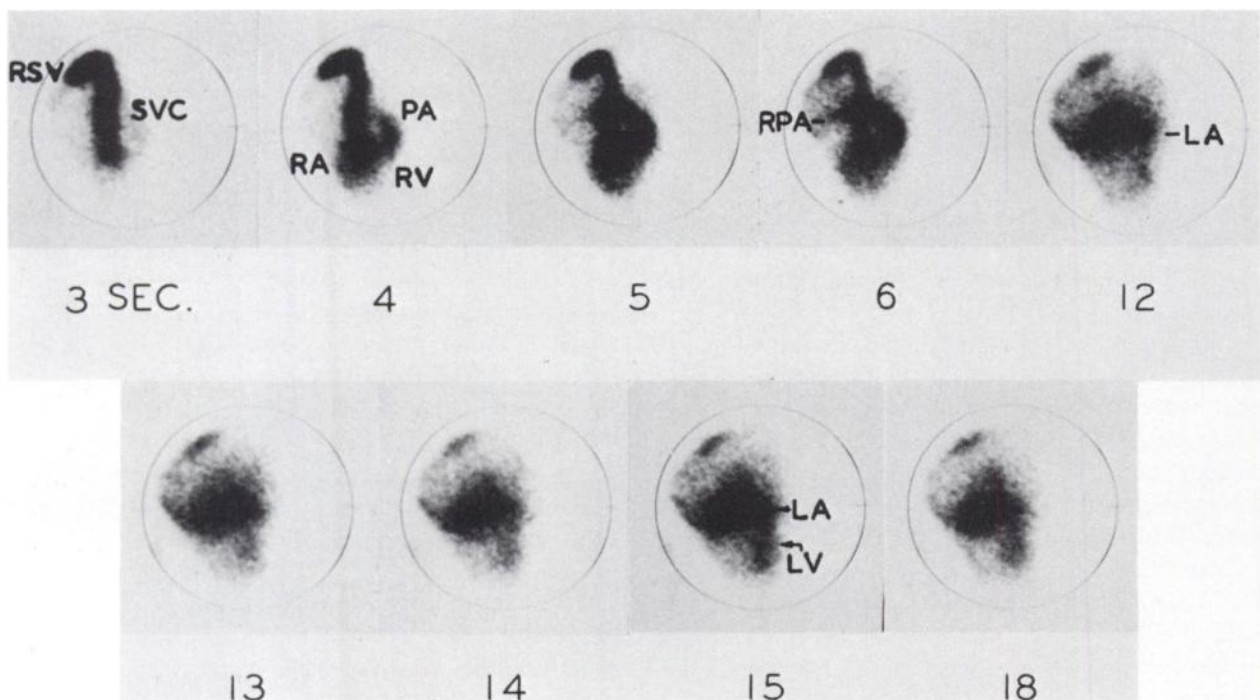 RSV SVC
PA RA RV
RPA-
-LA
3 SEC. 4 5 6 12
LA
LV
13 14 15 18